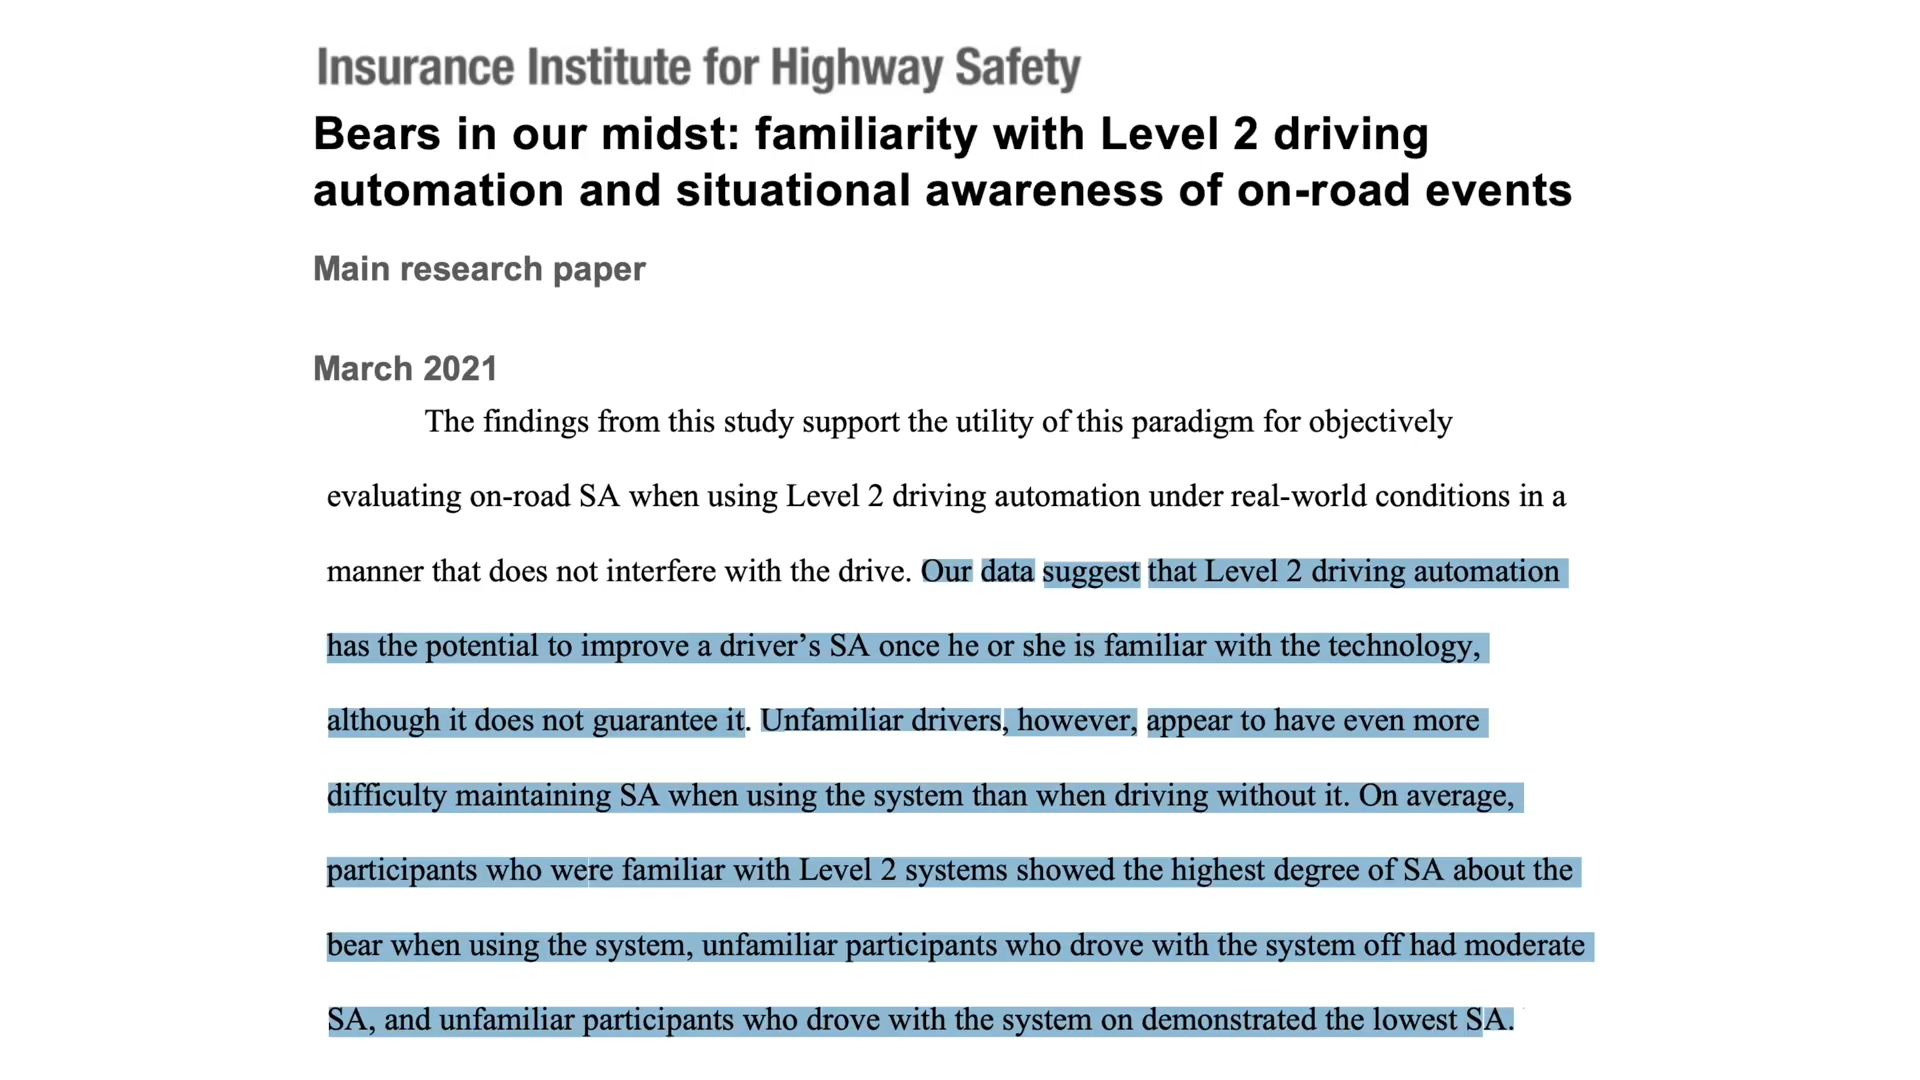 Insurance Institute for Highway Safety
Bears in our midst: familiarity with Level 2 driving
automation and situational awareness of on-road events
Main research paper
March 2021
The findings from this study support the utility of this paradigm for objectively
evaluating on-road SA when using Level 2 driving automation under real-world conditions in a
manner that does not interfere with the drive. Our data suggest that Level 2 driving automation
has the potential to improve a driver’s SA once he or she is familiar with the technology,
although it does not guarantee it. Unfamiliar drivers, however, appear to have even more
difficulty maintaining SA when using the system than when driving without it. On average,
participants who were familiar with Level 2 systems showed the highest degree of SA about the
bear when using the system, unfamiliar participants who drove with the system off had moderate
SA, and unfamiliar participants who drove with the system on demonstrated the lowest SA.